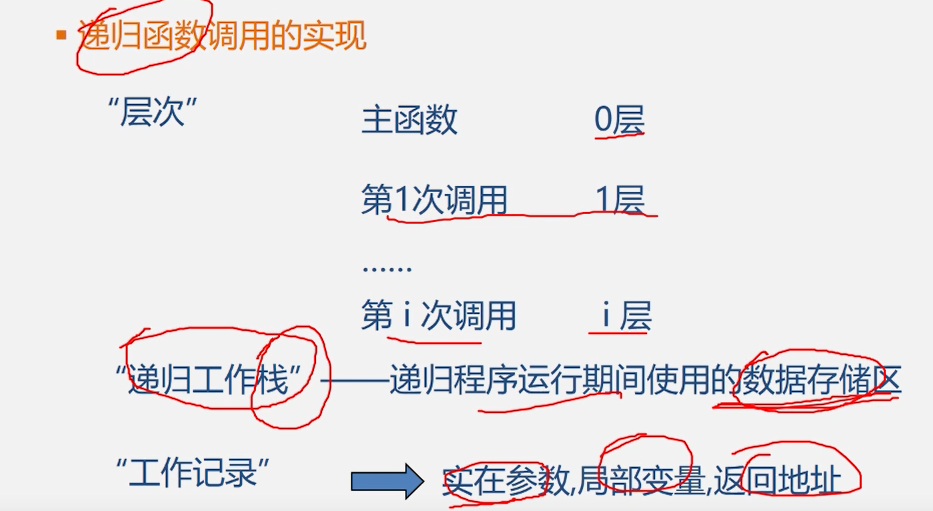 ▪ 递归函数调用的实现
“层次” 主函数 0层
第1次调用 1层
……
第 i 次调用 i 层
“递归工作栈” ——递归程序运行期间使用的数据存储区
“工作记录” 实在参数,局部变量,返回地址